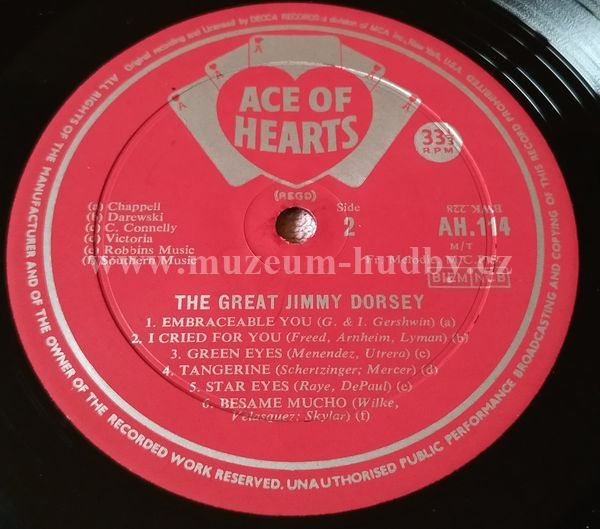 Original recording and Licensed by DECCA RECORDS a division of MCA Inc., New York, U.S.A.
ALL RIGHTS OF THE MANUFACTURER AND OF THE OWNER OF THE RECORDED WORK RESERVED. UNAUTHORISED PUBLIC PERFORMANCE BROADCASTING AND COPYING OF THIS RECORD PROHIBITED
A
A
A
A
ACE OF
HEARTS
(REGD)
33⅓
R.P.M
(a) Chappell
(b) Darewski
(c) C. Connelly
(d) Victoria
(e) Robbins Music
(f) Southern Music
Side
2
BWK.228
AH.114
M/T
Fr. Melodie M/C
BIEM NCB
www.muzeum-hudby.cz
THE GREAT JIMMY DORSEY
1. EMBRACEABLE YOU (G. & I. Gershwin) (a)
2. I CRIED FOR YOU (Freed, Arnheim, Lyman) (b)
3. GREEN EYES (Menendez, Utrera) (c)
4. TANGERINE (Schertzinger; Mercer) (d)
5. STAR EYES (Raye, DePaul) (e)
6. BESAME MUCHO (Wilke,
Velasquez; Skylar) (f)